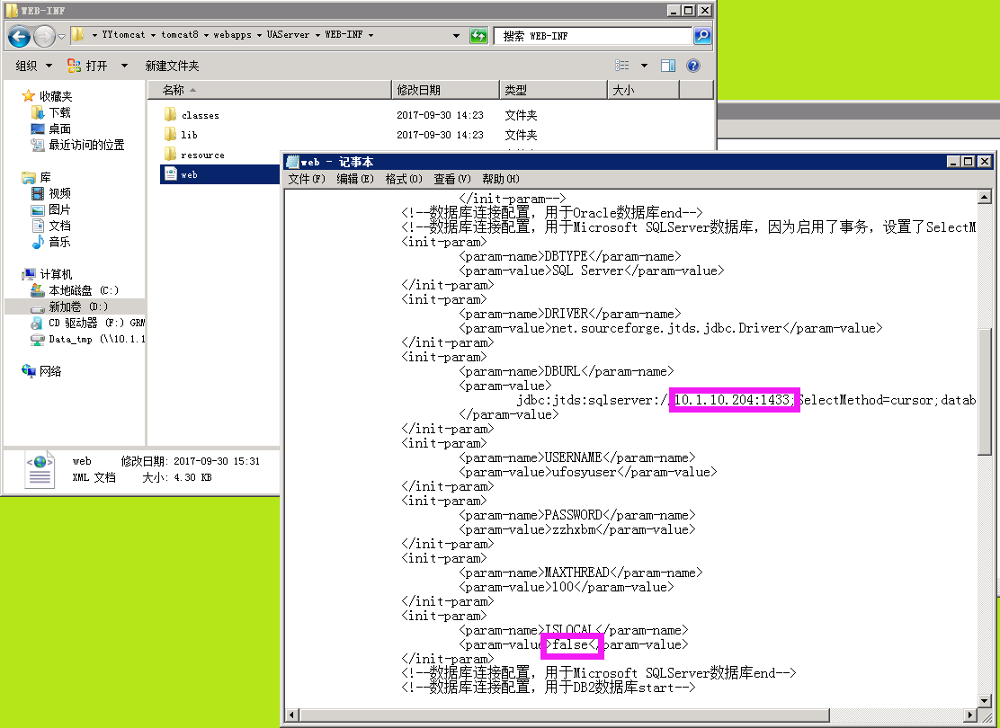 WEB-INF
YYtomcat tomcat8 webapps UAServer WEB-INF
搜索 WEB-INF
组织 打开 新建文件夹
名称 修改日期 类型 大小
收藏夹
下载
桌面
最近访问的位置
库
视频
图片
文档
音乐
计算机
本地磁盘 (C:)
新加卷 (D:)
CD 驱动器 (F:) GRM
Data_tmp (\\10.1.1
网络
classes 2017-09-30 14:23 文件夹
lib 2017-09-30 14:23 文件夹
resource
web
web 修改日期: 2017-09-30 15:31
XML 文档 大小: 4.30 KB
web - 记事本
文件(F) 编辑(E) 格式(O) 查看(V) 帮助(H)
</init-param-->
<!--数据库连接配置，用于Oracle数据库end-->
<!--数据库连接配置，用于Microsoft SQLServer数据库，因为启用了事务，设置了SelectM
<init-param>
<param-name>DBTYPE</param-name>
<param-value>SQL Server</param-value>
</init-param>
<init-param>
<param-name>DRIVER</param-name>
<param-value>net.sourceforge.jtds.jdbc.Driver</param-value>
</init-param>
<init-param>
<param-name>DBURL</param-name>
<param-value>
jdbc:jtds:sqlserver://10.1.10.204:1433;SelectMethod=cursor;datab
</param-value>
</init-param>
<init-param>
<param-name>USERNAME</param-name>
<param-value>ufosyuser</param-value>
</init-param>
<init-param>
<param-name>PASSWORD</param-name>
<param-value>zzhxbm</param-value>
</init-param>
<init-param>
<param-name>MAXTHREAD</param-name>
<param-value>100</param-value>
</init-param>
<init-param>
<param-name>ISLOCAL</param-name>
<param-value>false</param-value>
</init-param>
<!--数据库连接配置，用于Microsoft SQLServer数据库end-->
<!--数据库连接配置，用于DB2数据库start-->